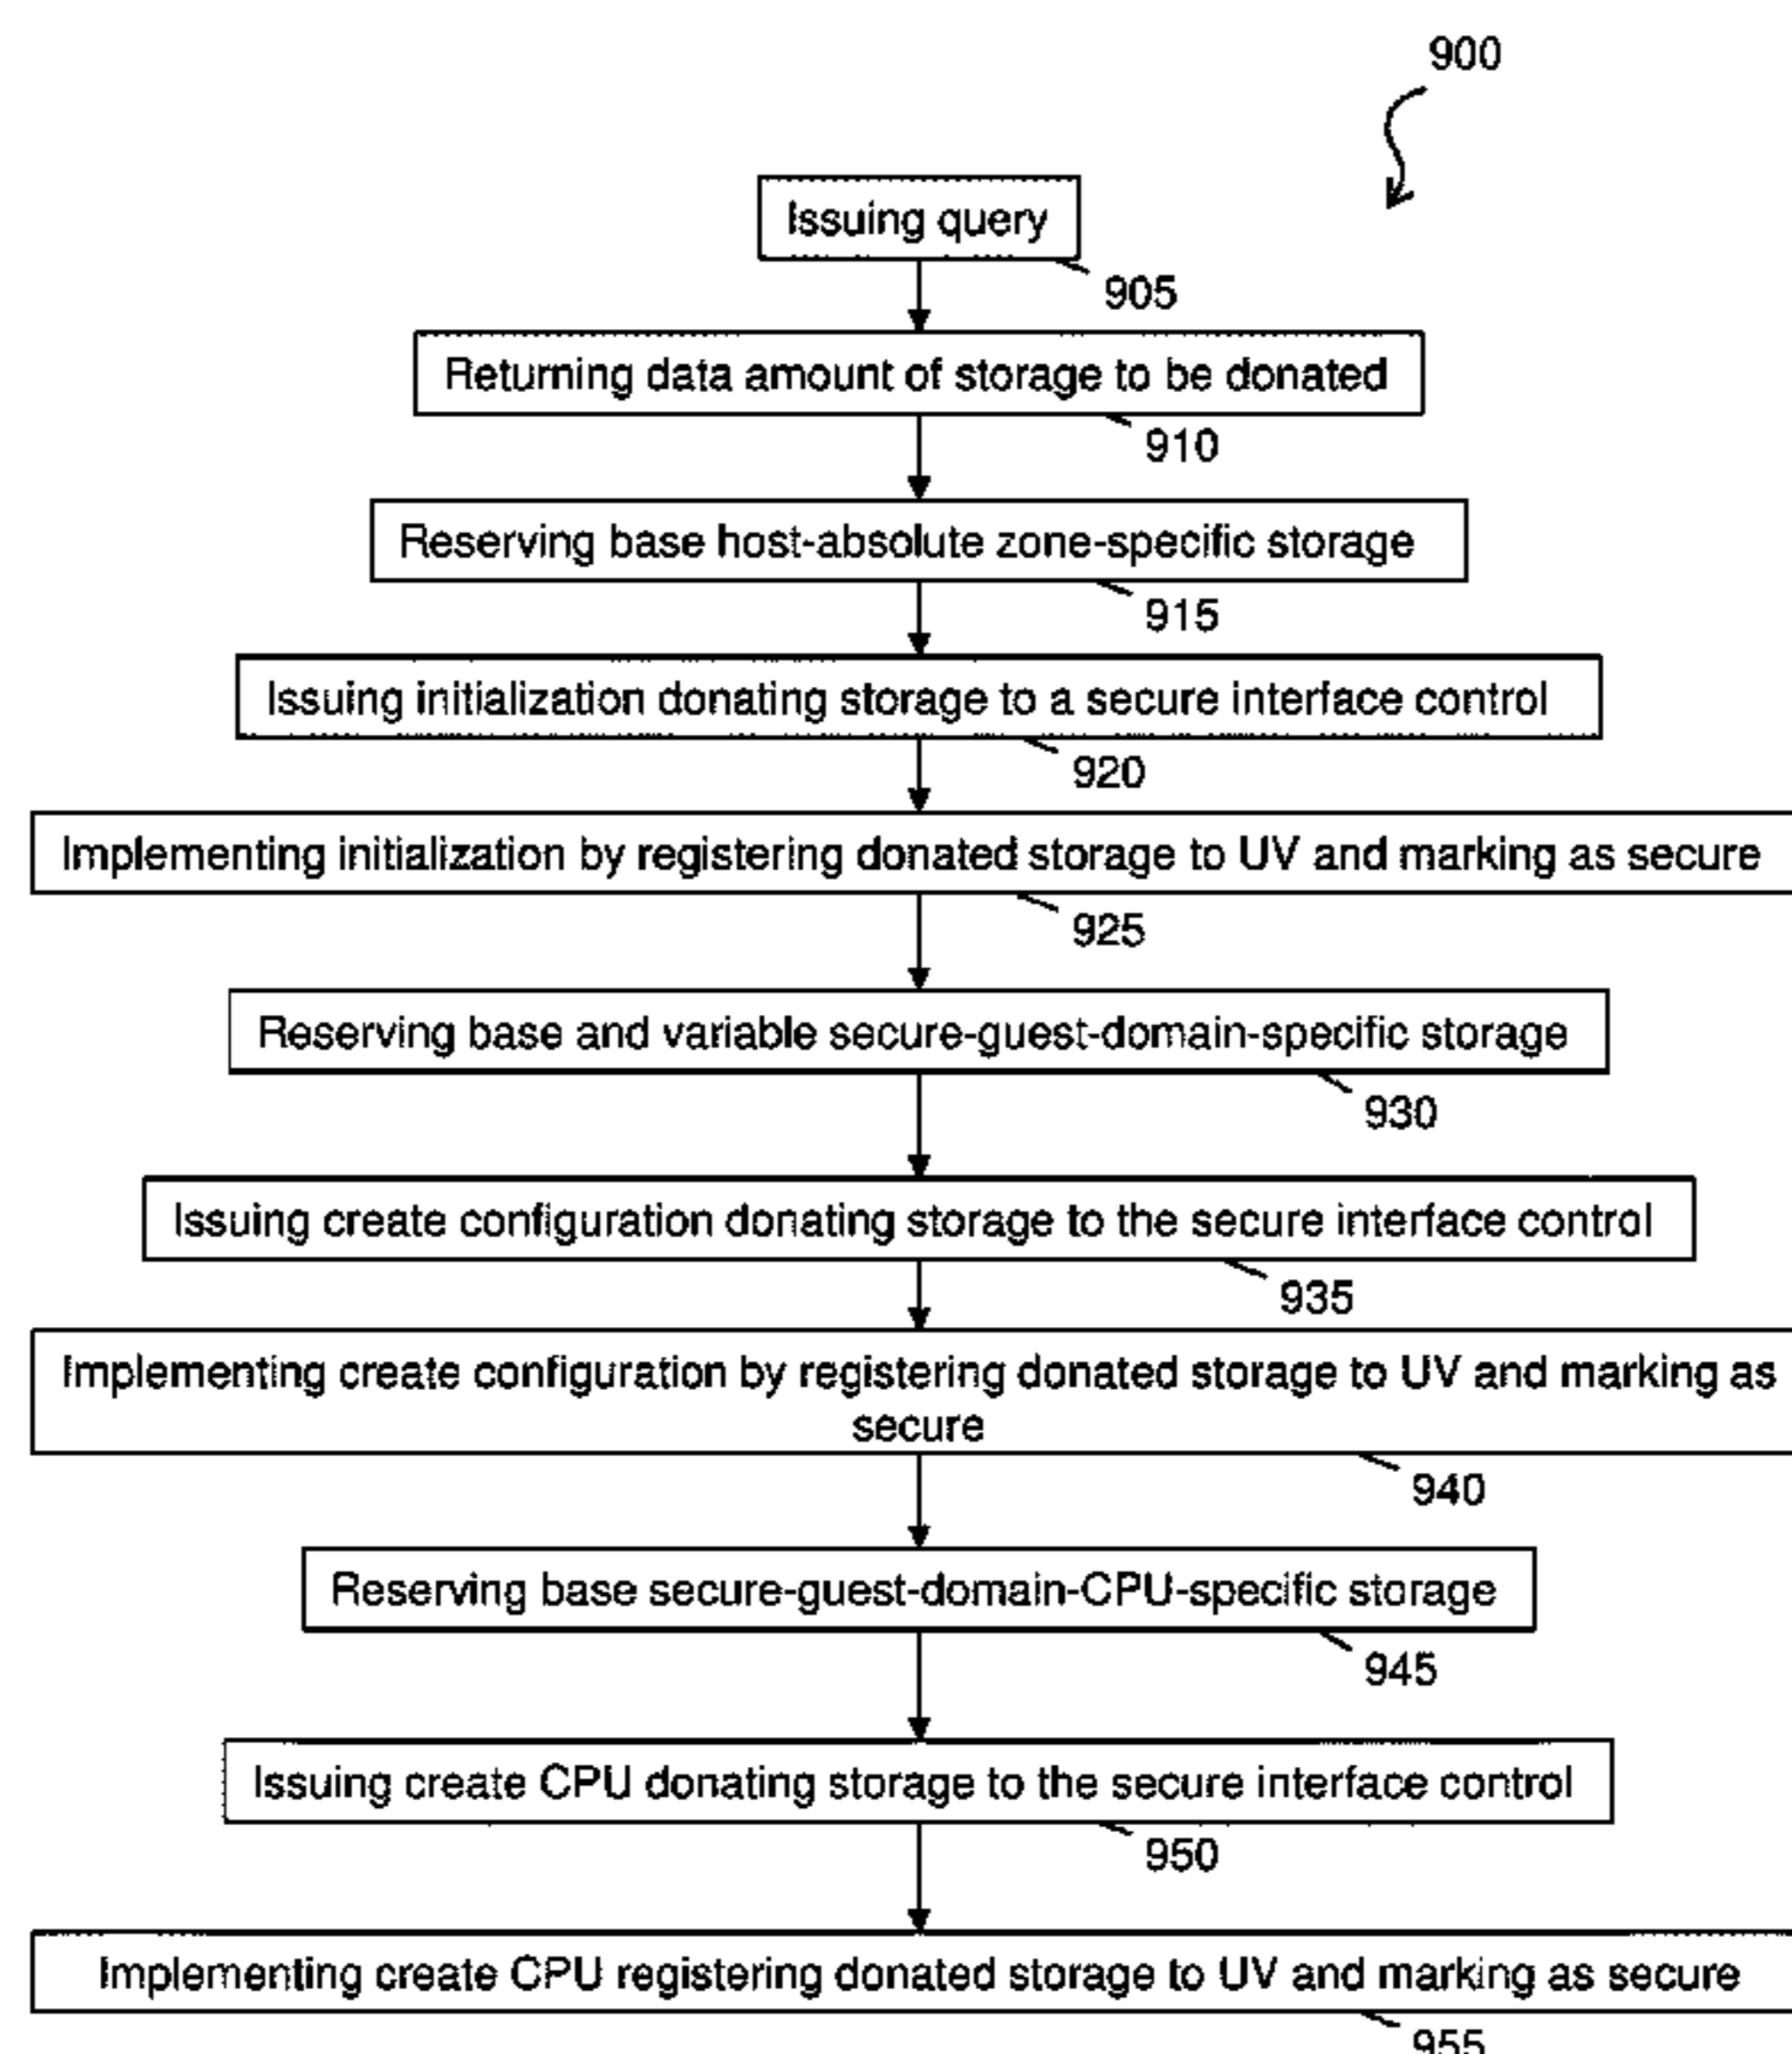 900
Issuing query
905
Returning data amount of storage to be donated
910
Reserving base host-absolute zone-specific storage
915
Issuing initialization donating storage to a secure interface control
920
Implementing initialization by registering donated storage to UV and marking as secure
925
Reserving base and variable secure-guest-domain-specific storage
930
Issuing create configuration donating storage to the secure interface control
935
Implementing create configuration by registering donated storage to UV and marking as
secure
940
Reserving base secure-guest-domain-CPU-specific storage
945
Issuing create CPU donating storage to the secure interface control
950
Implementing create CPU registering donated storage to UV and marking as secure
955